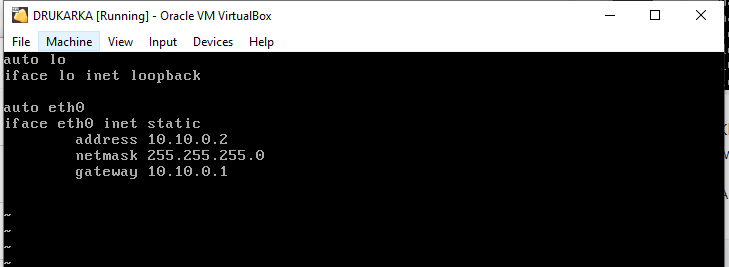 DRUKARKA [Running] - Oracle VM VirtualBox
File Machine View Input Devices Help
auto lo
iface lo inet loopback
auto eth0
iface eth0 inet static
address 10.10.0.2
netmask 255.255.255.0
gateway 10.10.0.1
~
~
~
~